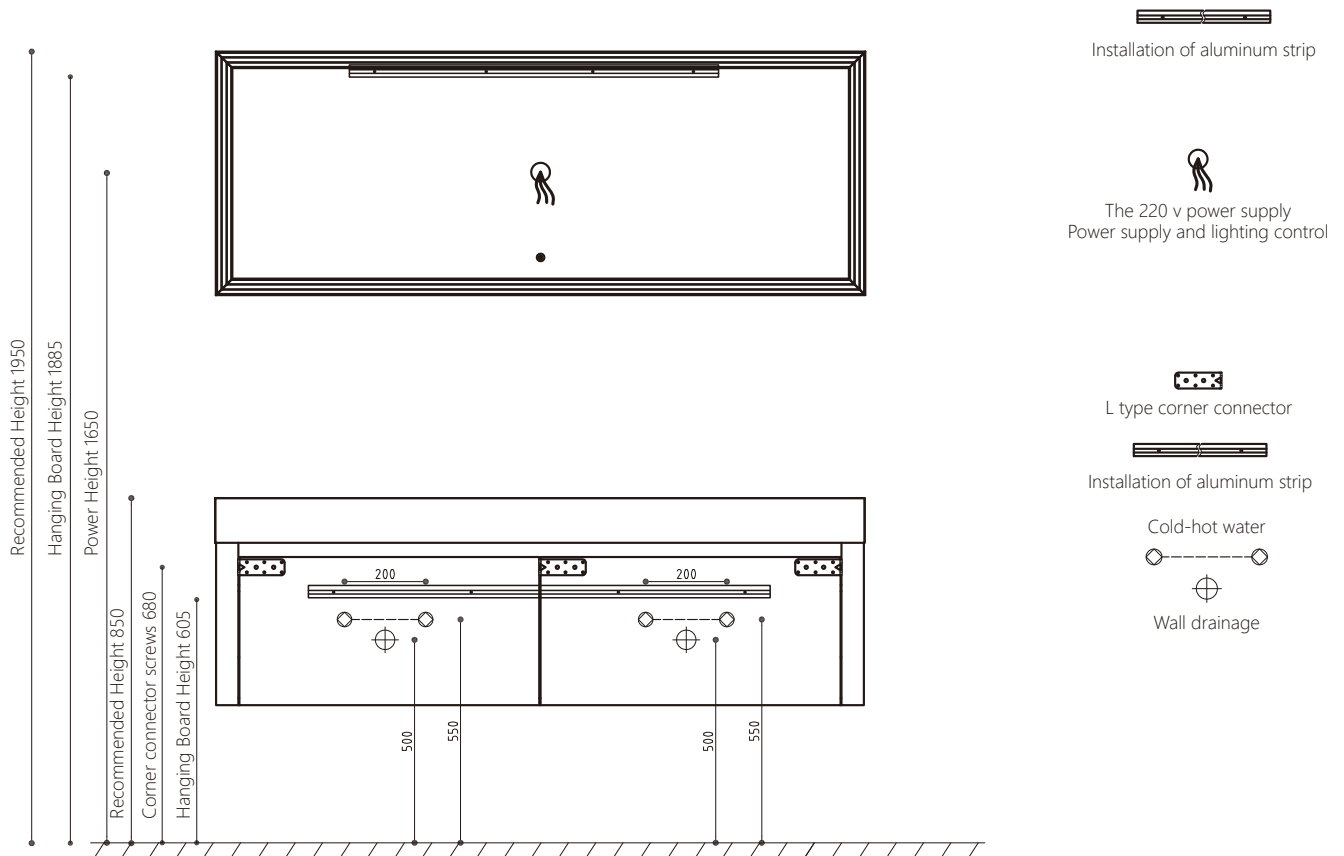 Recommended Height 1950
Hanging Board Height 1885
Power Height 1650
Recommended Height 850
Corner connector screws 680
Hanging Board Height 605
200
200
500
550
500
550
Installation of aluminum strip
The 220 v power supply
Power supply and lighting control
L type corner connector
Installation of aluminum strip
Cold-hot water
Wall drainage